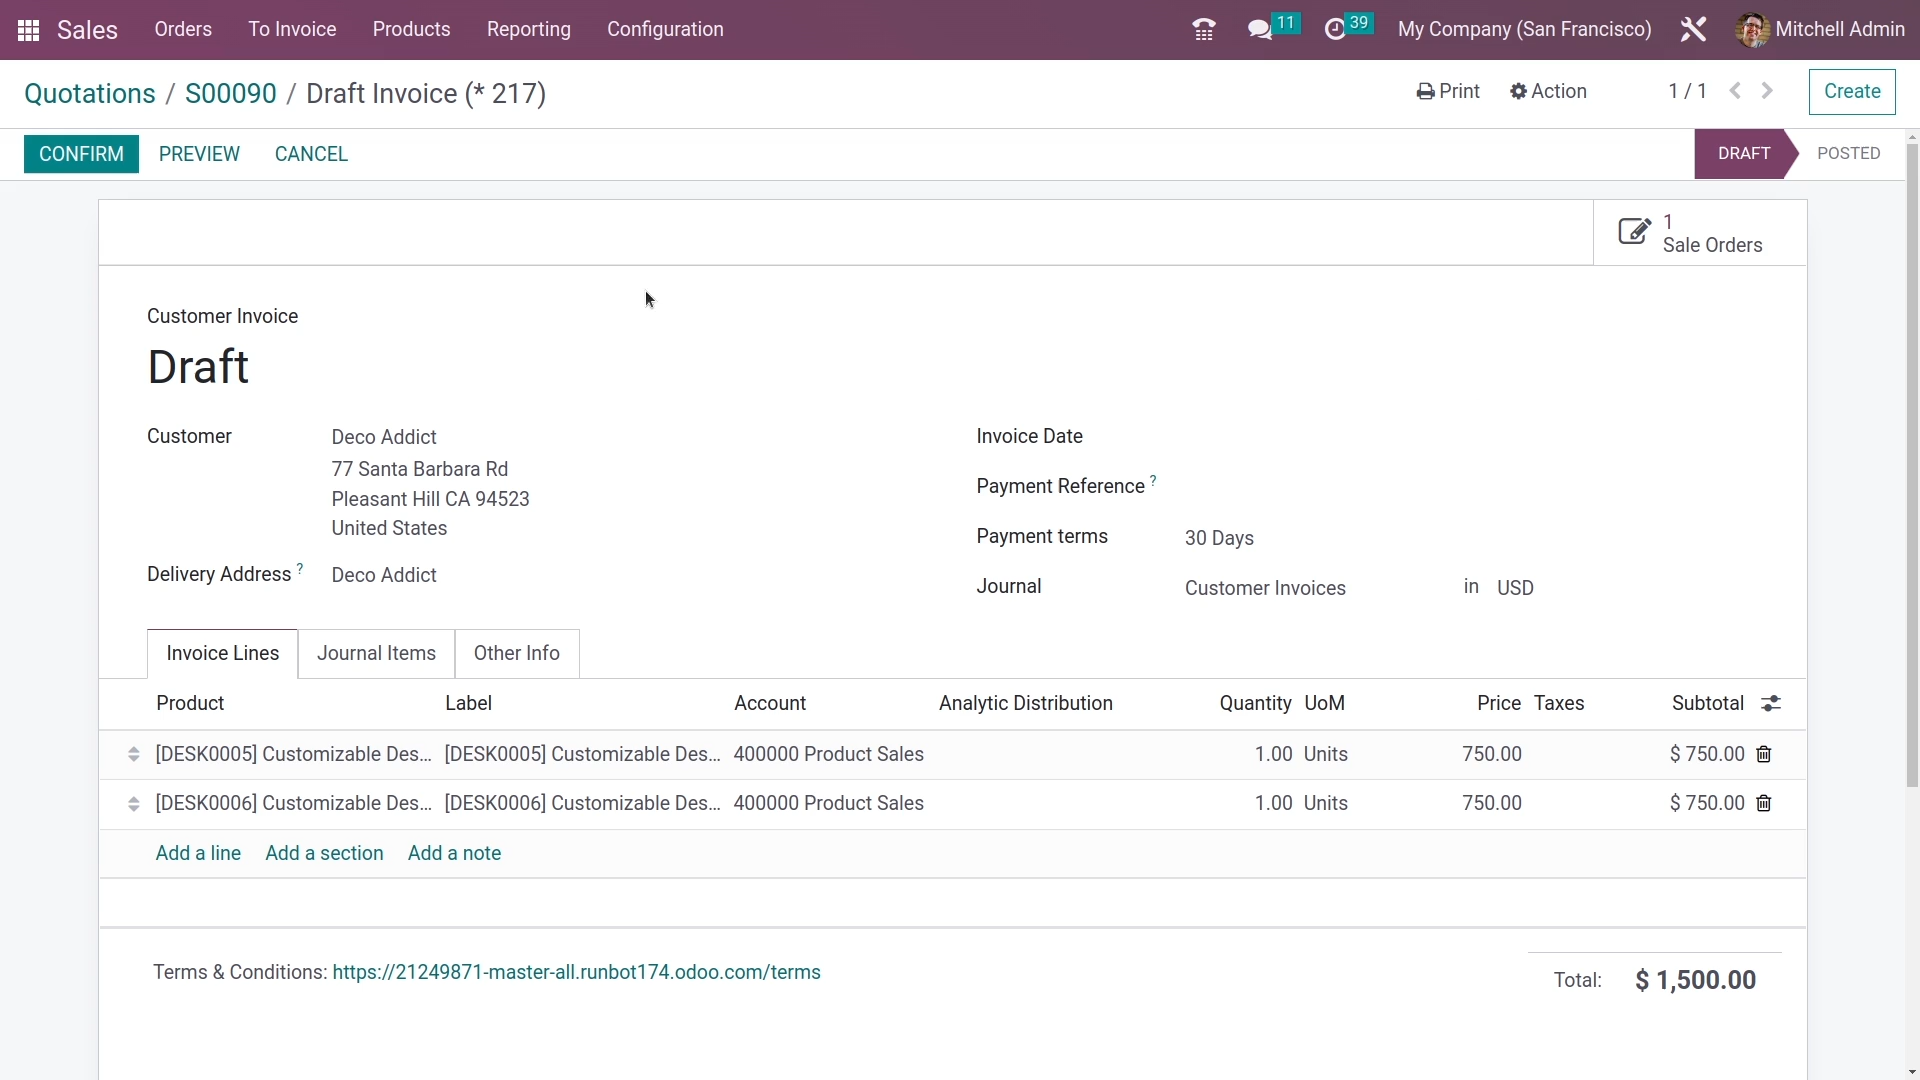 Sales Orders To Invoice Products Reporting Configuration 11 39 My Company (San Francisco) Mitchell Admin
Quotations / S00090 / Draft Invoice (* 217) Print Action 1 / 1 Create
CONFIRM PREVIEW CANCEL DRAFT POSTED
1
Sale Orders
Customer Invoice
Draft
Customer Deco Addict Invoice Date
77 Santa Barbara Rd
Payment Reference ?
Pleasant Hill CA 94523
United States
Payment terms 30 Days
Delivery Address ? Deco Addict
Journal Customer Invoices in USD
Invoice Lines Journal Items Other Info
Product Label Account Analytic Distribution Quantity UoM Price Taxes Subtotal
[DESK0005] Customizable Des... [DESK0005] Customizable Des... 400000 Product Sales 1.00 Units 750.00 $ 750.00
[DESK0006] Customizable Des... [DESK0006] Customizable Des... 400000 Product Sales 1.00 Units 750.00 $ 750.00
Add a line Add a section Add a note
Terms & Conditions: https://21249871-master-all.runbot174.odoo.com/terms
Total: $ 1,500.00